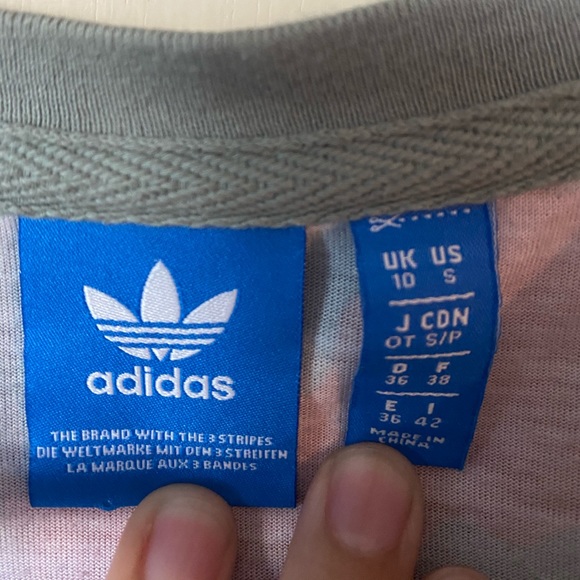 adidas
THE BRAND WITH THE 3 STRIPES
DIE WELTMARKE MIT DEN 3 STREIFEN
LA MARQUE AUX 3 BANDES
UK US
10 S
J CDN
OT S/P
D F
36 38
E I
36 42
MADE IN
CHINA